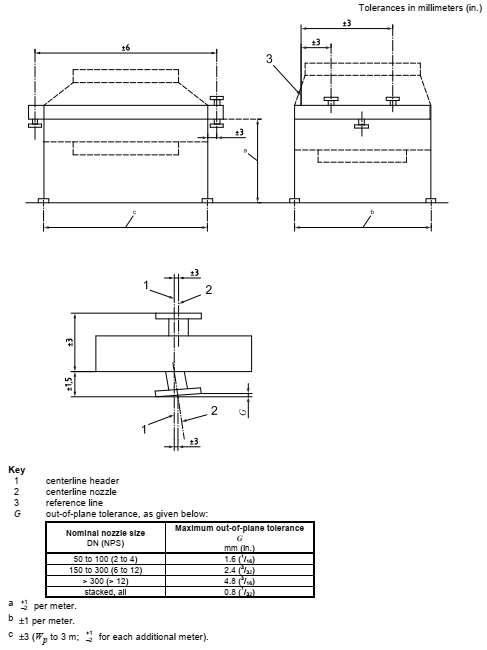 Tolerances in millimeters (in.)
±3
±6
±3
3
±3
a
c
b
±3
1
2
±3
±1,5
2
G
1
±3
Key
1 centerline header
2 centerline nozzle
3 reference line
G out-of-plane tolerance, as given below:
Nominal nozzle size Maximum out-of-plane tolerance
DN (NPS) G
mm (in.)
50 to 100 (2 to 4) 1.6 (1/16)
150 to 300 (6 to 12) 2.4 (3/32)
> 300 (> 12) 4.8 (3/16)
stacked, all 0.8 (1/32)
a +1 −2 per meter.
b ±1 per meter.
c ±3 (Wp to 3 m; +1 −2 for each additional meter).